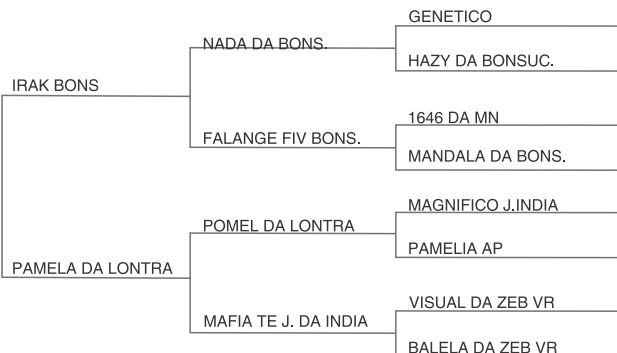 GENETICO
NADA DA BONS.
HAZY DA BONSUC.
IRAK BONS
1646 DA MN
FALANGE FIV BONS.
MANDALA DA BONS.
MAGNIFICO J.INDIA
POMEL DA LONTRA
PAMELIA AP
PAMELA DA LONTRA
VISUAL DA ZEB VR
MAFIA TE J. DA INDIA
BALELA DA ZEB VR